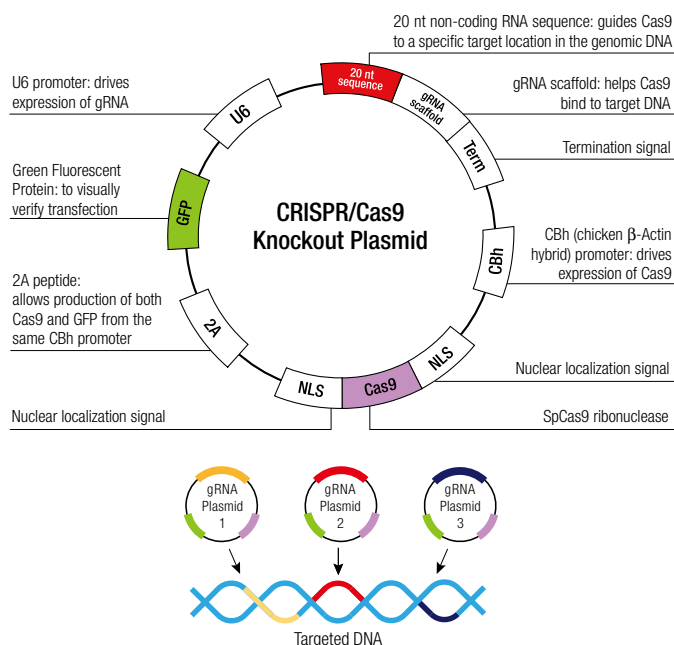 20 nt non-coding RNA sequence: guides Cas9
to a specific target location in the genomic DNA
U6 promoter: drives
expression of gRNA
gRNA scaffold: helps Cas9
bind to target DNA
Termination signal
Green Fluorescent
Protein: to visually
verify transfection
CBh (chicken β-Actin
hybrid) promoter: drives
expression of Cas9
2A peptide:
allows production of both
Cas9 and GFP from the
same CBh promoter
Nuclear localization signal
Nuclear localization signal
SpCas9 ribonuclease
CRISPR/Cas9
Knockout Plasmid
20 nt
sequence
gRNA
scaffold
Term
CBh
NLS
Cas9
NLS
2A
GFP
U6
gRNA
Plasmid
1
gRNA
Plasmid
2
gRNA
Plasmid
3
Targeted DNA